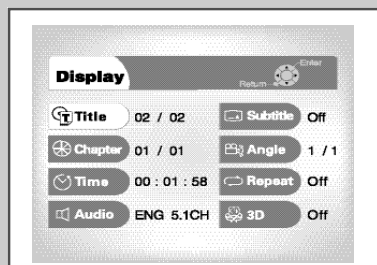 Enter
Display
Return
Title 02 / 02 Subtitle Off
Chapter 01 / 01 Angle 1 / 1
Time 00 : 01 : 58 Repeat Off
Audio ENG 5.1CH 3D Off